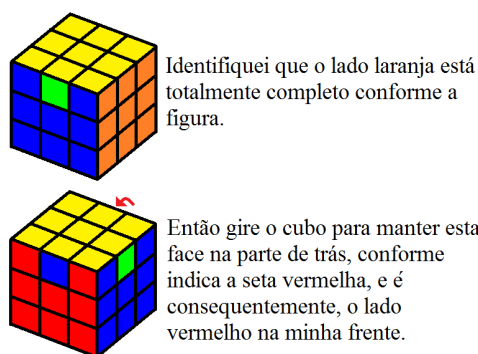 Identifiquei que o lado laranja está
totalmente completo conforme a
figura.
Então gire o cubo para manter esta
face na parte de trás, conforme
indica a seta vermelha, e é
consequentemente, o lado
vermelho na minha frente.